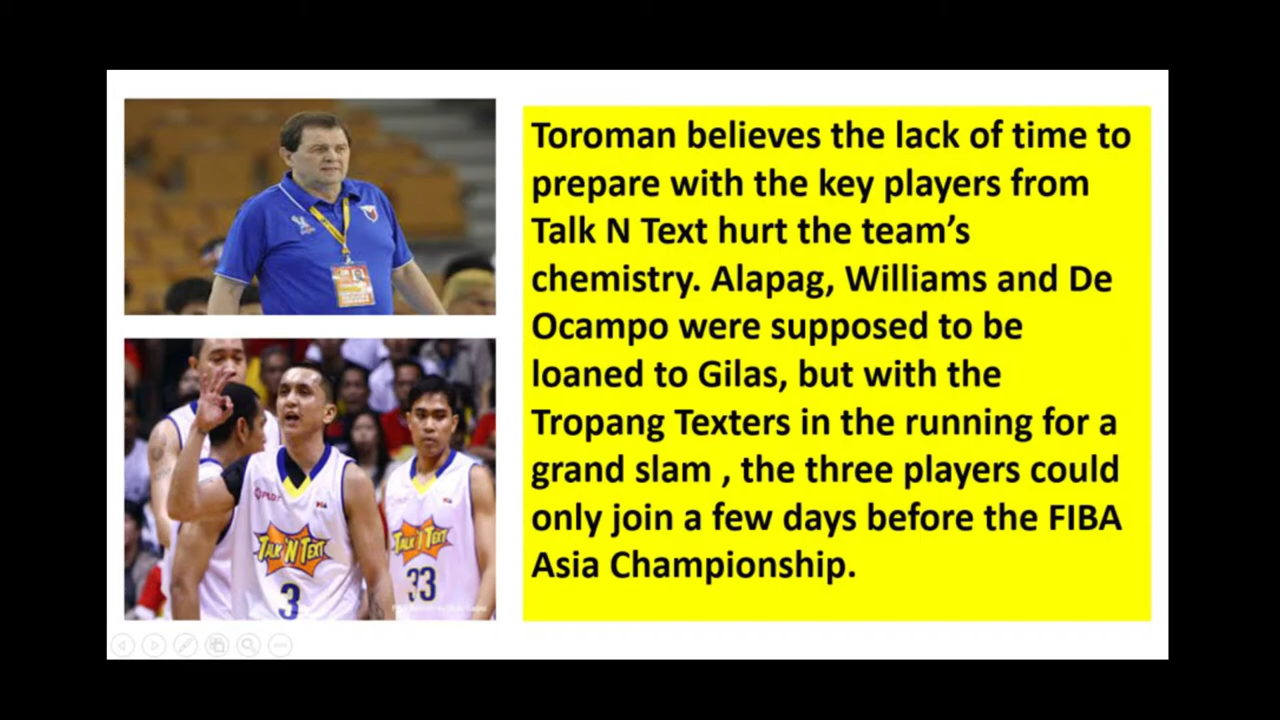 Toroman believes the lack of time to
prepare with the key players from
Talk N Text hurt the team’s
chemistry. Alapag, Williams and De
Ocampo were supposed to be
loaned to Gilas, but with the
Tropang Texters in the running for a
grand slam , the three players could
only join a few days before the FIBA
Asia Championship.
PLDT
TALK N TEXT
3
TALK N TEXT
33